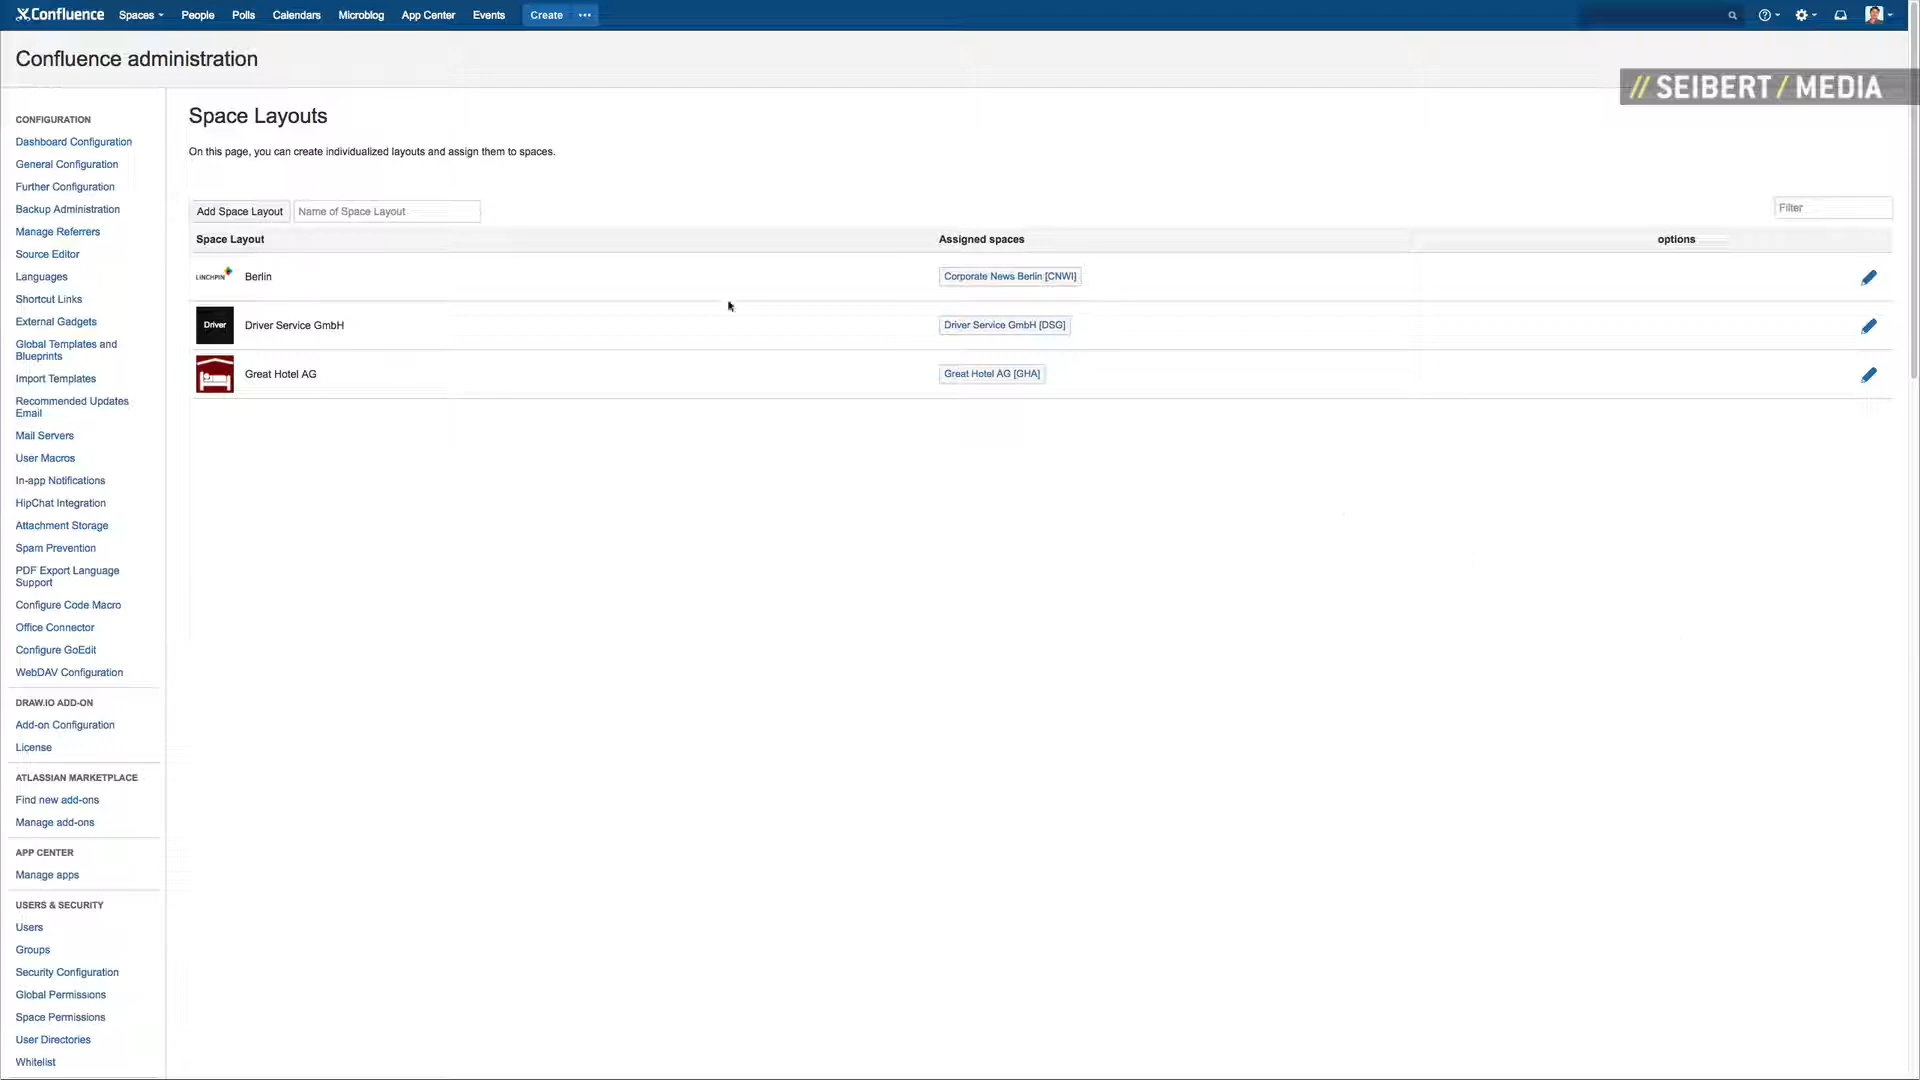 Confluence Spaces People Polls Calendars Microblog App Center Events Create
Confluence administration
// SEIBERT / MEDIA
CONFIGURATION
Dashboard Configuration
General Configuration
Further Configuration
Backup Administration
Manage Referrers
Source Editor
Languages
Shortcut Links
External Gadgets
Global Templates and
Blueprints
Import Templates
Recommended Updates
Email
Mail Servers
User Macros
In-app Notifications
HipChat Integration
Attachment Storage
Spam Prevention
PDF Export Language
Support
Configure Code Macro
Office Connector
Configure GoEdit
WebDAV Configuration
DRAW.IO ADD-ON
Add-on Configuration
License
ATLASSIAN MARKETPLACE
Find new add-ons
Manage add-ons
APP CENTER
Manage apps
USERS & SECURITY
Users
Groups
Security Configuration
Global Permissions
Space Permissions
User Directories
Whitelist
Space Layouts
On this page, you can create individualized layouts and assign them to spaces.
Add Space Layout Name of Space Layout Filter
Space Layout Assigned spaces options
LINCHPIN Berlin Corporate News Berlin [CNWI]
Driver Driver Service GmbH Driver Service GmbH [DSG]
Great Hotel AG Great Hotel AG [GHA]